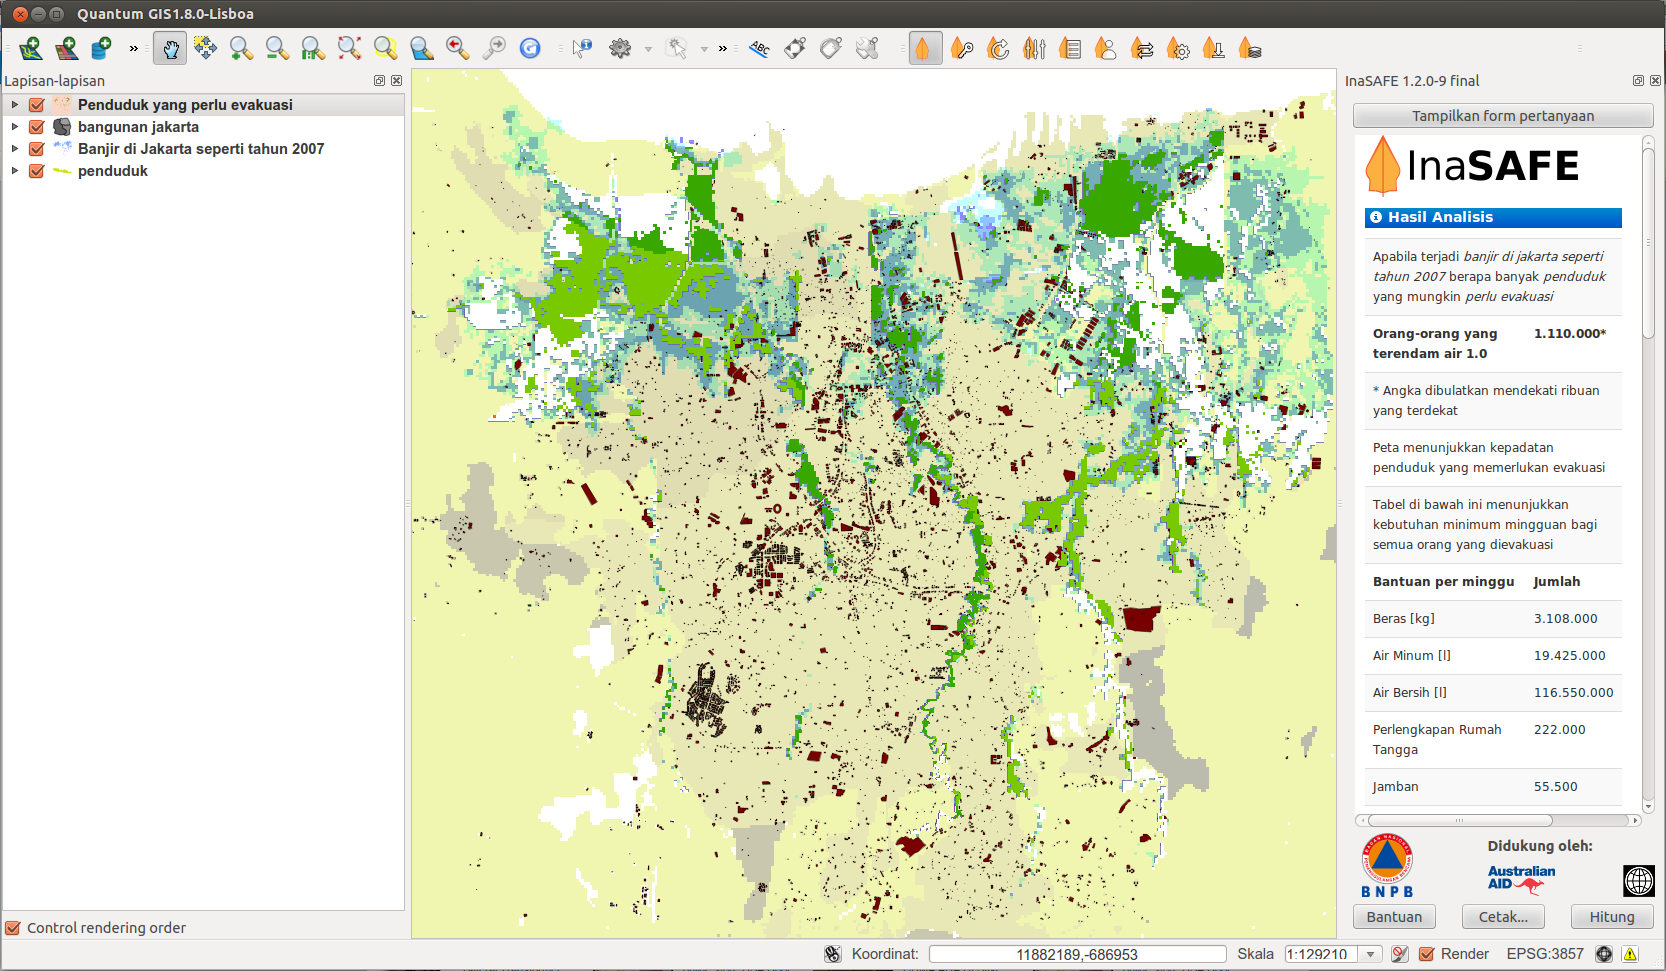 Quantum GIS1.8.0-Lisboa
»
ABC
»
Lapisan-lapisan
Penduduk yang perlu evakuasi
bangunan jakarta
Banjir di Jakarta seperti tahun 2007
penduduk
Control rendering order
InaSAFE 1.2.0-9 final
Tampilkan form pertanyaan
InaSAFE
Hasil Analisis
Apabila terjadi banjir di jakarta seperti
tahun 2007 berapa banyak penduduk
yang mungkin perlu evakuasi
Orang-orang yang 1.110.000*
terendam air 1.0
* Angka dibulatkan mendekati ribuan
yang terdekat
Peta menunjukkan kepadatan
penduduk yang memerlukan evakuasi
Tabel di bawah ini menunjukkan
kebutuhan minimum mingguan bagi
semua orang yang dievakuasi
Bantuan per minggu Jumlah
Beras [kg] 3.108.000
Air Minum [l] 19.425.000
Air Bersih [l] 116.550.000
Perlengkapan Rumah 222.000
Tangga
Jamban 55.500
BNPB
Didukung oleh:
Australian
AID
Bantuan Cetak... Hitung
Koordinat: 11882189,-686953 Skala 1:129210 Render EPSG:3857